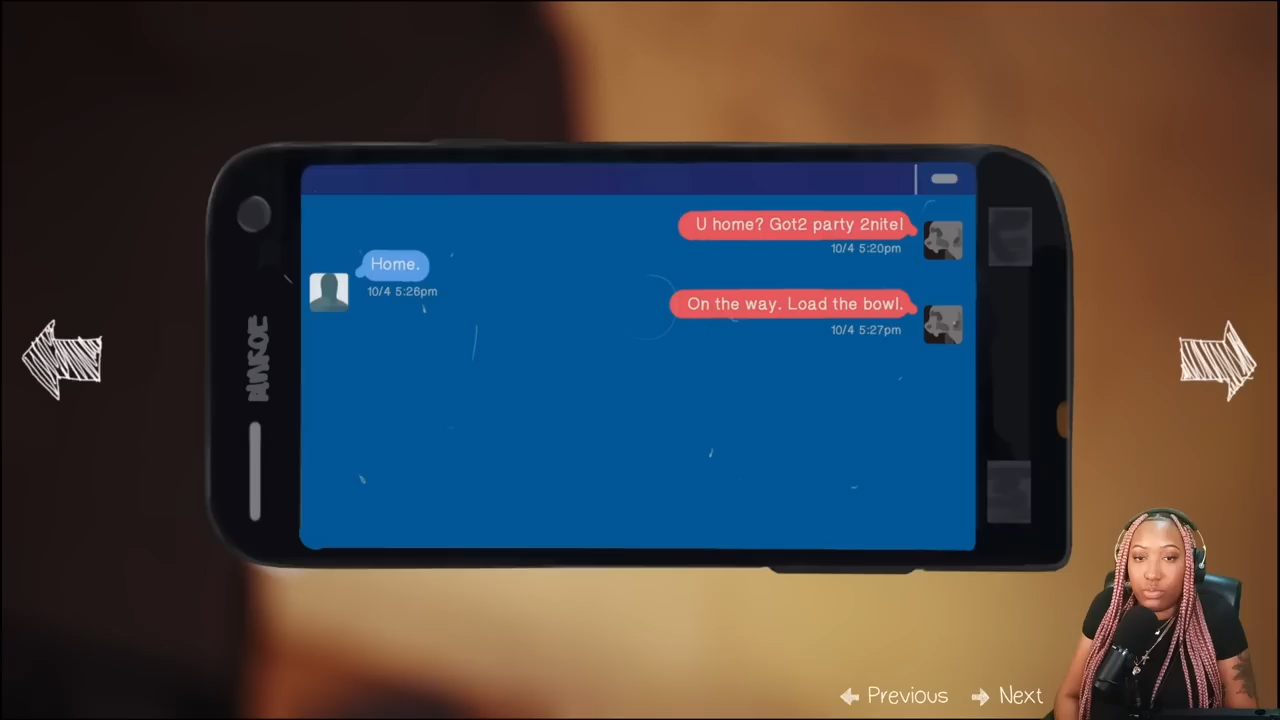 U home? Got2 party 2nite!
10/4 5:20pm
Home.
10/4 5:26pm
On the way. Load the bowl.
10/4 5:27pm
Previous
Next